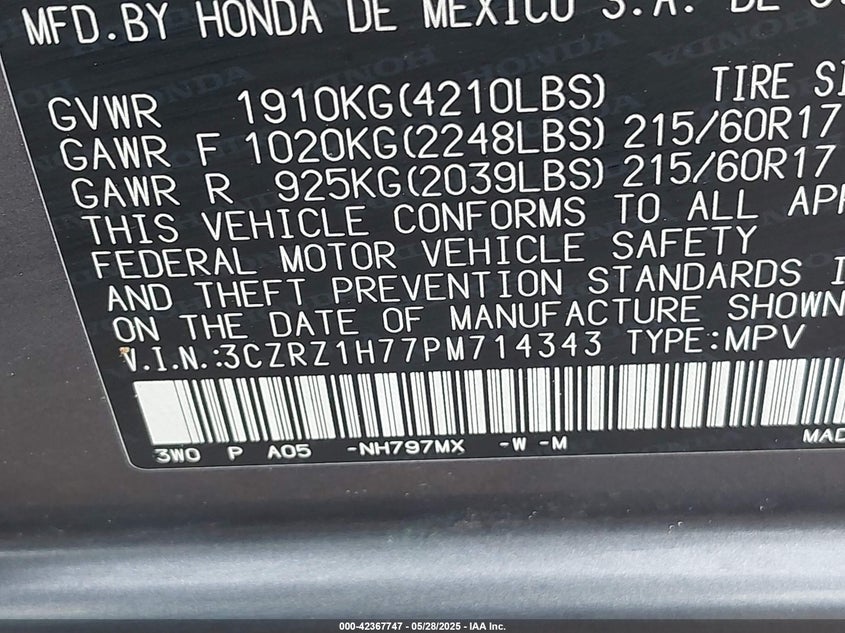 MFD.BY HONDA DE MEXICO S.A. DE
GVWR 1910KG(4210LBS) TIRE
GAWR F 1020KG(2248LBS) 215/60R17
GAWR R 925KG(2039LBS) 215/60R17
THIS VEHICLE CONFORMS TO ALL
FEDERAL MOTOR VEHICLE SAFETY
AND THEFT PREVENTION STANDARDS
ON THE DATE OF MANUFACTURE SHOWN
V.I.N.:3CZRZ1H77PM714343 TYPE:MPV
3W0 P A05 -NH797MX -W -M
000-42367747 - 05/28/2025 - IAA Inc.